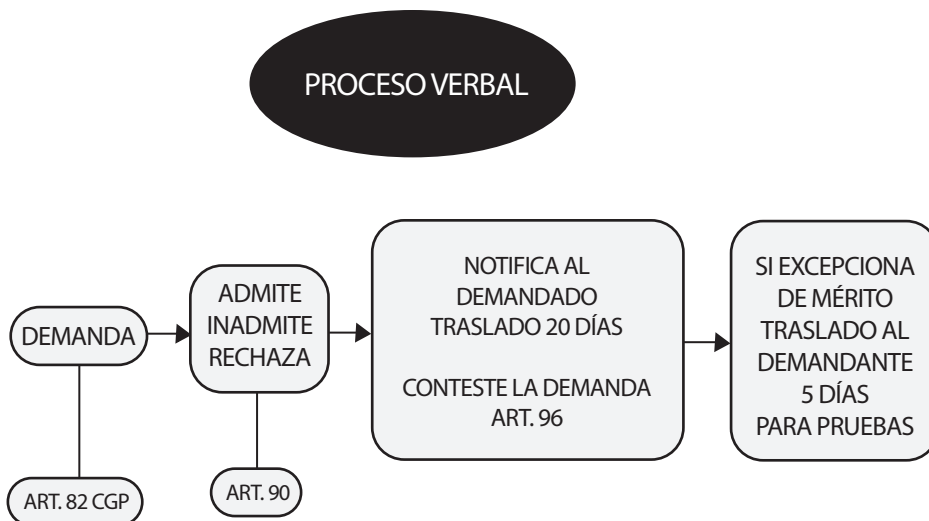 PROCESO VERBAL
DEMANDA
ART. 82 CGP
ADMITE
INADMITE
RECHAZA
ART. 90
NOTIFICA AL
DEMANDADO
TRASLADO 20 DÍAS
CONTESTE LA DEMANDA
ART. 96
SI EXCEPCIONA
DE MÉRITO
TRASLADO AL
DEMANDANTE
5 DÍAS
PARA PRUEBAS